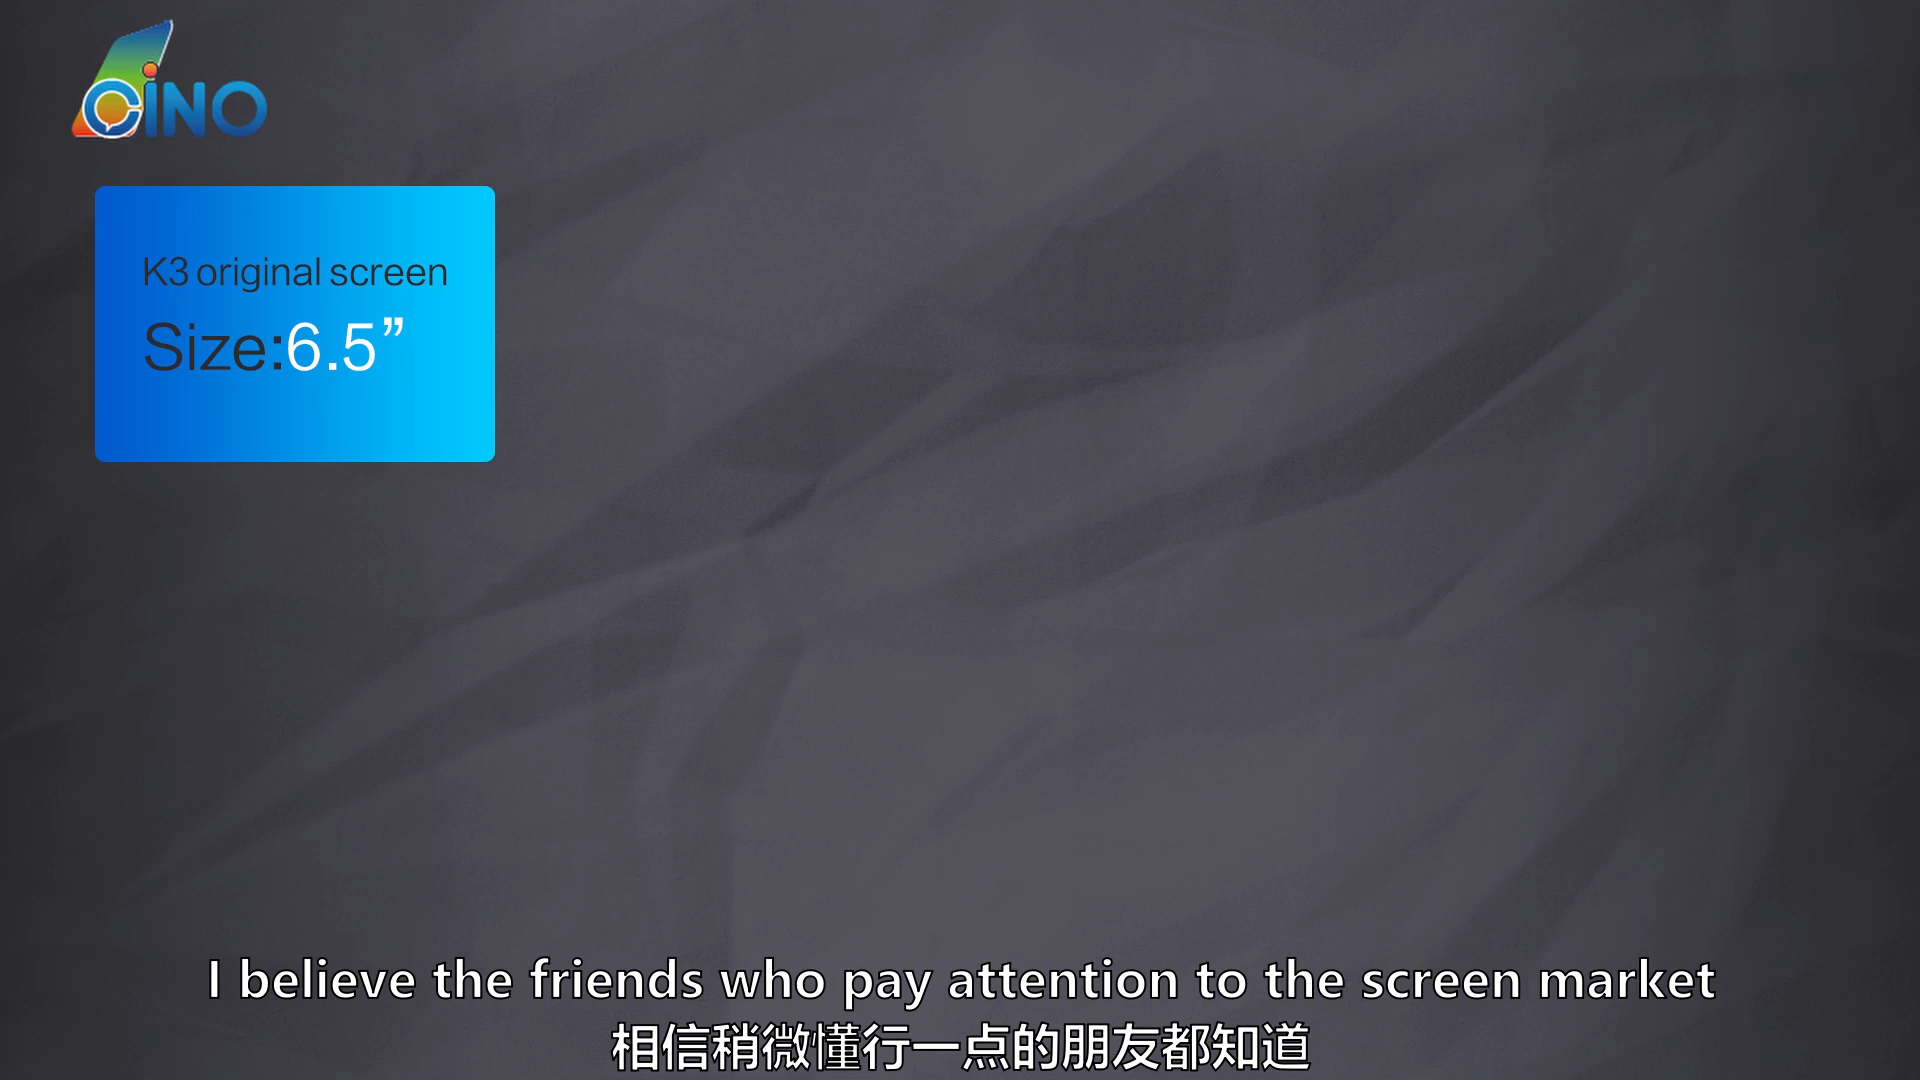 CiNO
K3 original screen
Size:6.5”
I believe the friends who pay attention to the screen market
相信稍微懂行一点的朋友都知道